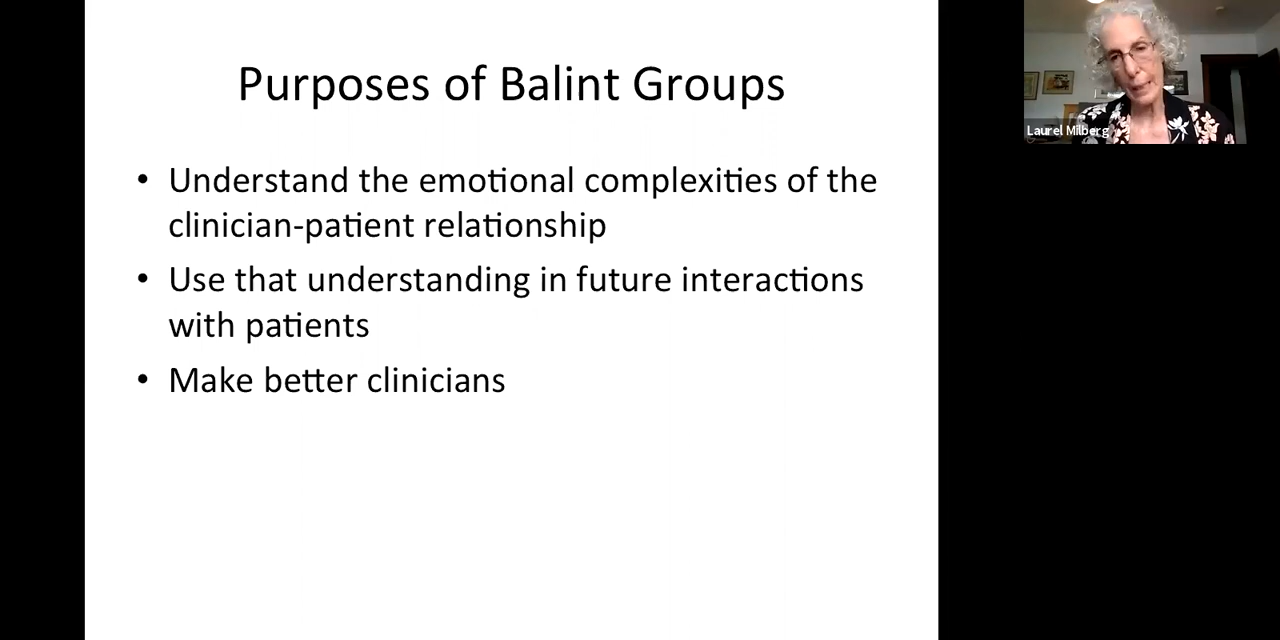 Purposes of Balint Groups
• Understand the emotional complexities of the
clinician-patient relationship
• Use that understanding in future interactions
with patients
• Make better clinicians
Laurel Milberg